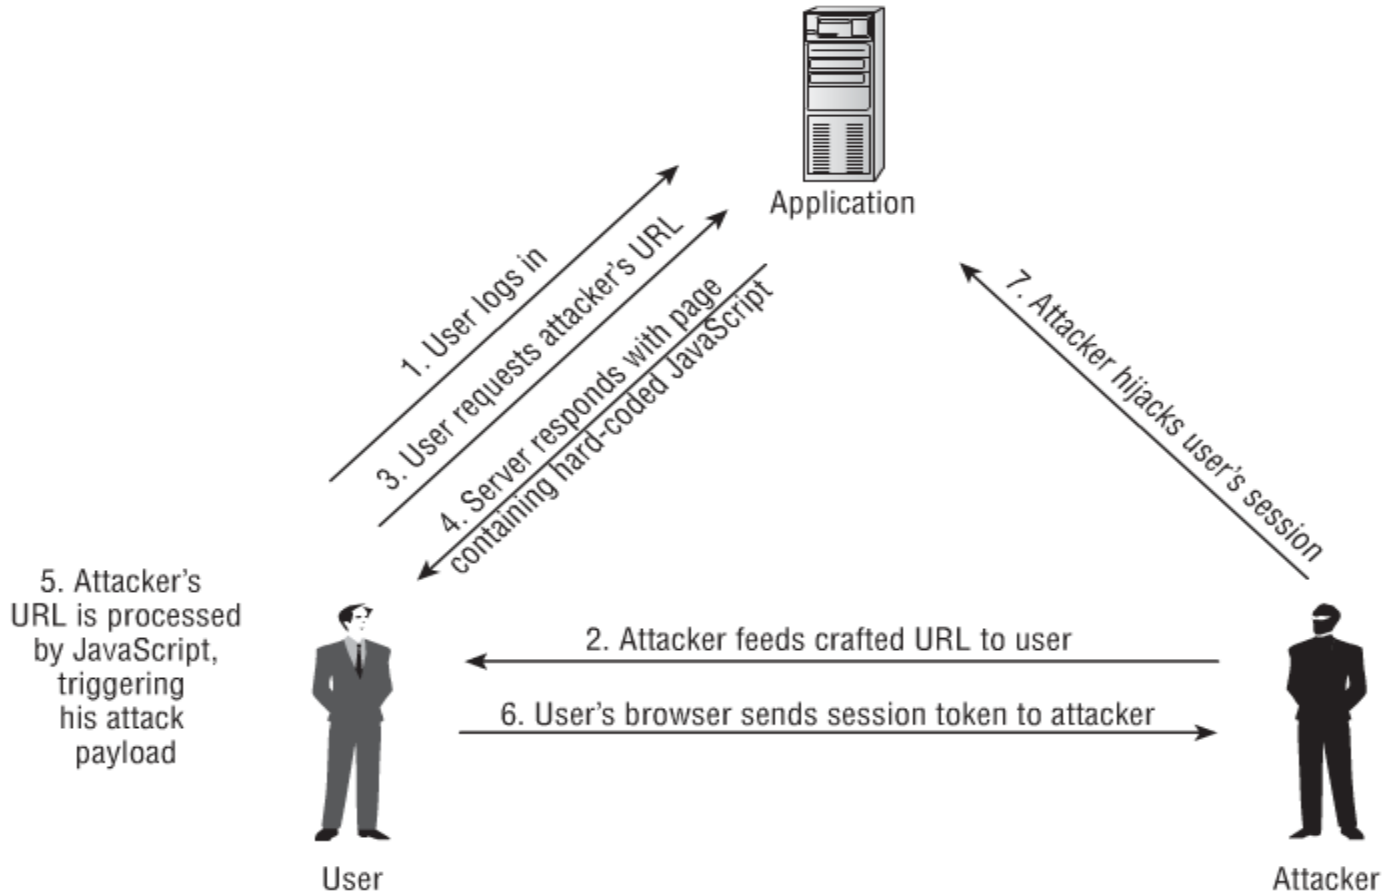 Application
1. User logs in
3. User requests attacker's URL
4. Server responds with page
containing hard-coded JavaScript
7. Attacker hijacks user's session
5. Attacker's
URL is processed
by JavaScript,
triggering
his attack
payload
2. Attacker feeds crafted URL to user
6. User's browser sends session token to attacker
User
Attacker